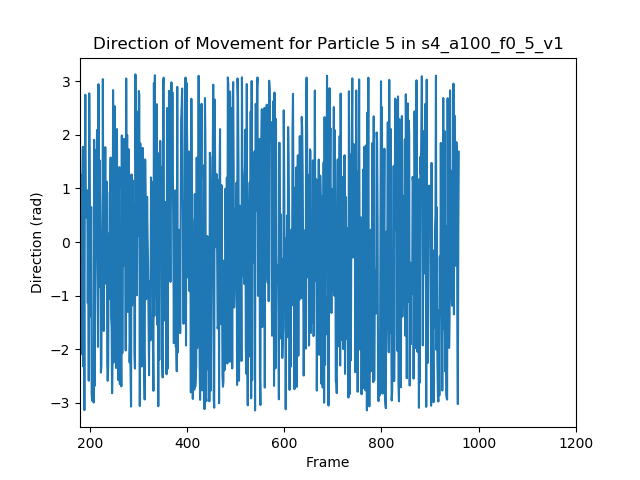 Direction of Movement for Particle 5 in s4_a100_f0_5_v1
3
2
1
0
−1
−2
−3
Direction (rad)
200 400 600 800 1000 1200
Frame